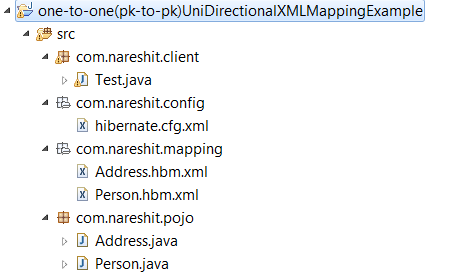 one-to-one(pk-to-pk)UniDirectionalXMLMappingExample
src
com.nareshit.client
Test.java
com.nareshit.config
hibernate.cfg.xml
com.nareshit.mapping
Address.hbm.xml
Person.hbm.xml
com.nareshit.pojo
Address.java
Person.java